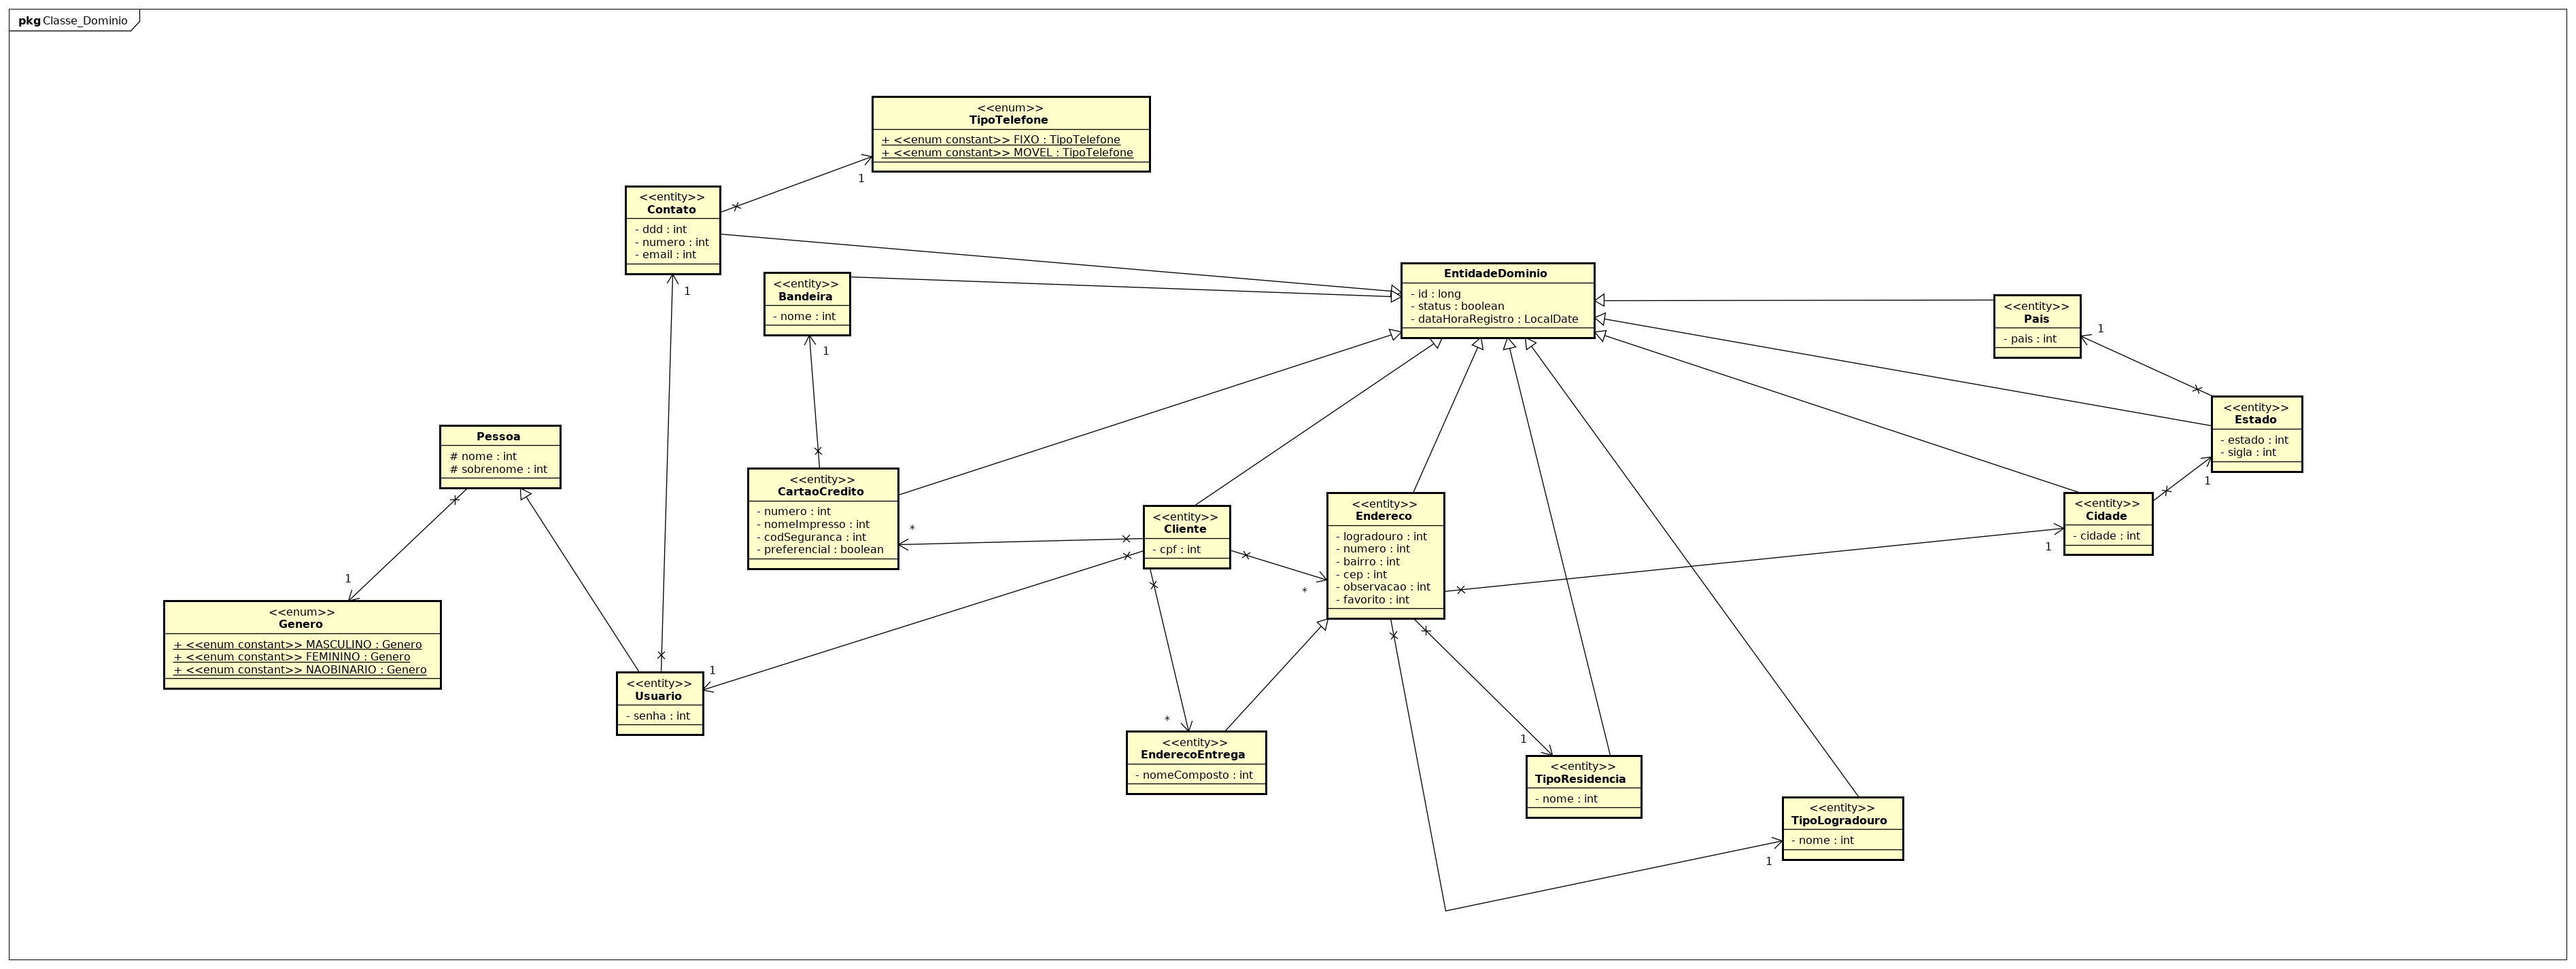 pkg Classe_Dominio
<<enum>>
TipoTelefone
+ <<enum constant>> FIXO : TipoTelefone
+ <<enum constant>> MOVEL : TipoTelefone
1
<<entity>>
Contato
- ddd : int
- numero : int
- email : int
1
<<entity>>
Bandeira
- nome : int
1
EntidadeDominio
- id : long
- status : boolean
- dataHoraRegistro : LocalDate
<<entity>>
Pais
- pais : int
1
<<entity>>
Estado
- estado : int
- sigla : int
1
Pessoa
# nome : int
# sobrenome : int
1
<<entity>>
CartaoCredito
- numero : int
- nomeImpresso : int
- codSeguranca : int
- preferencial : boolean
*
<<entity>>
Cliente
- cpf : int
<<entity>>
Endereco
- logradouro : int
- numero : int
- bairro : int
- cep : int
- observacao : int
- favorito : int
*
<<entity>>
Cidade
- cidade : int
1
<<enum>>
Genero
+ <<enum constant>> MASCULINO : Genero
+ <<enum constant>> FEMININO : Genero
+ <<enum constant>> NAOBINARIO : Genero
<<entity>>
Usuario
- senha : int
1
*
<<entity>>
EnderecoEntrega
- nomeComposto : int
1
<<entity>>
TipoResidencia
- nome : int
<<entity>>
TipoLogradouro
- nome : int
1